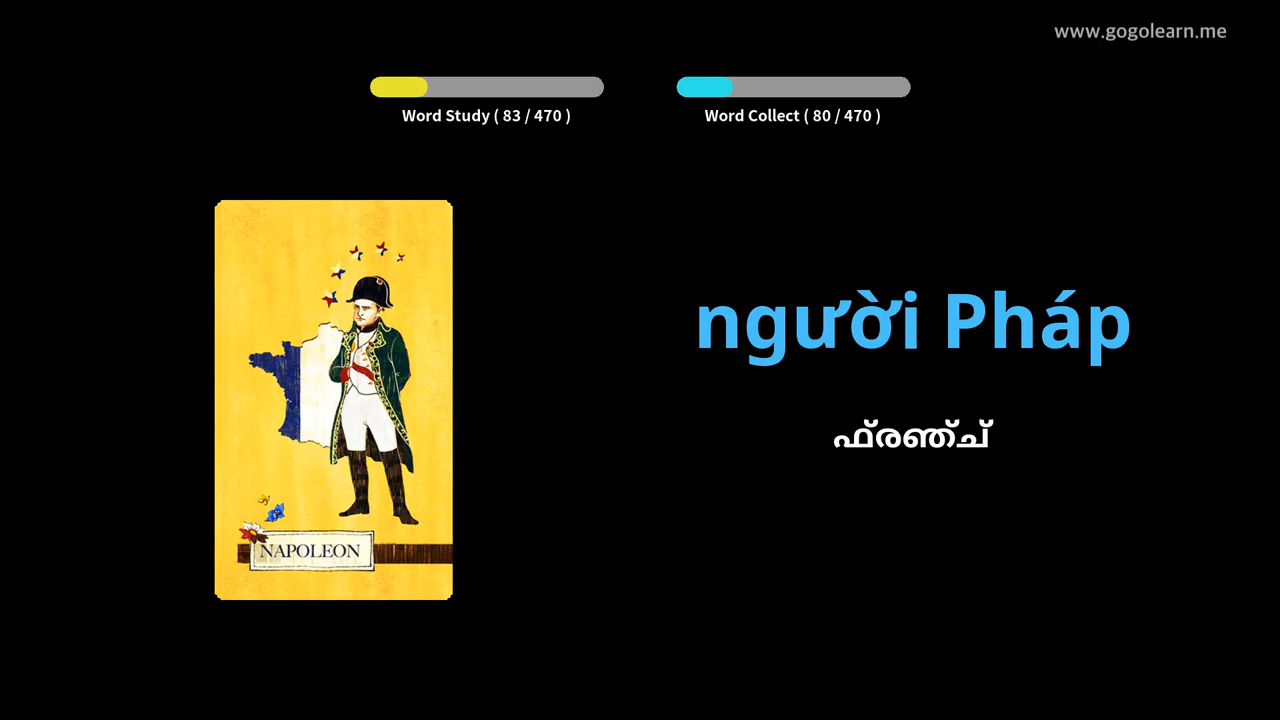 www.gogolearn.me
Word Study ( 83 / 470 )
Word Collect ( 80 / 470 )
người Pháp
ഫ്രഞ്ച്
NAPOLEON